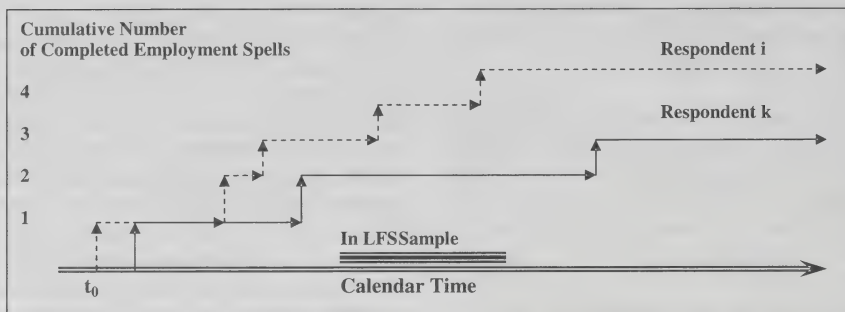 Cumulative Number
of Completed Employment Spells
Respondent i
4
Respondent k
3
2
1
In LFSSample
t₀
Calendar Time